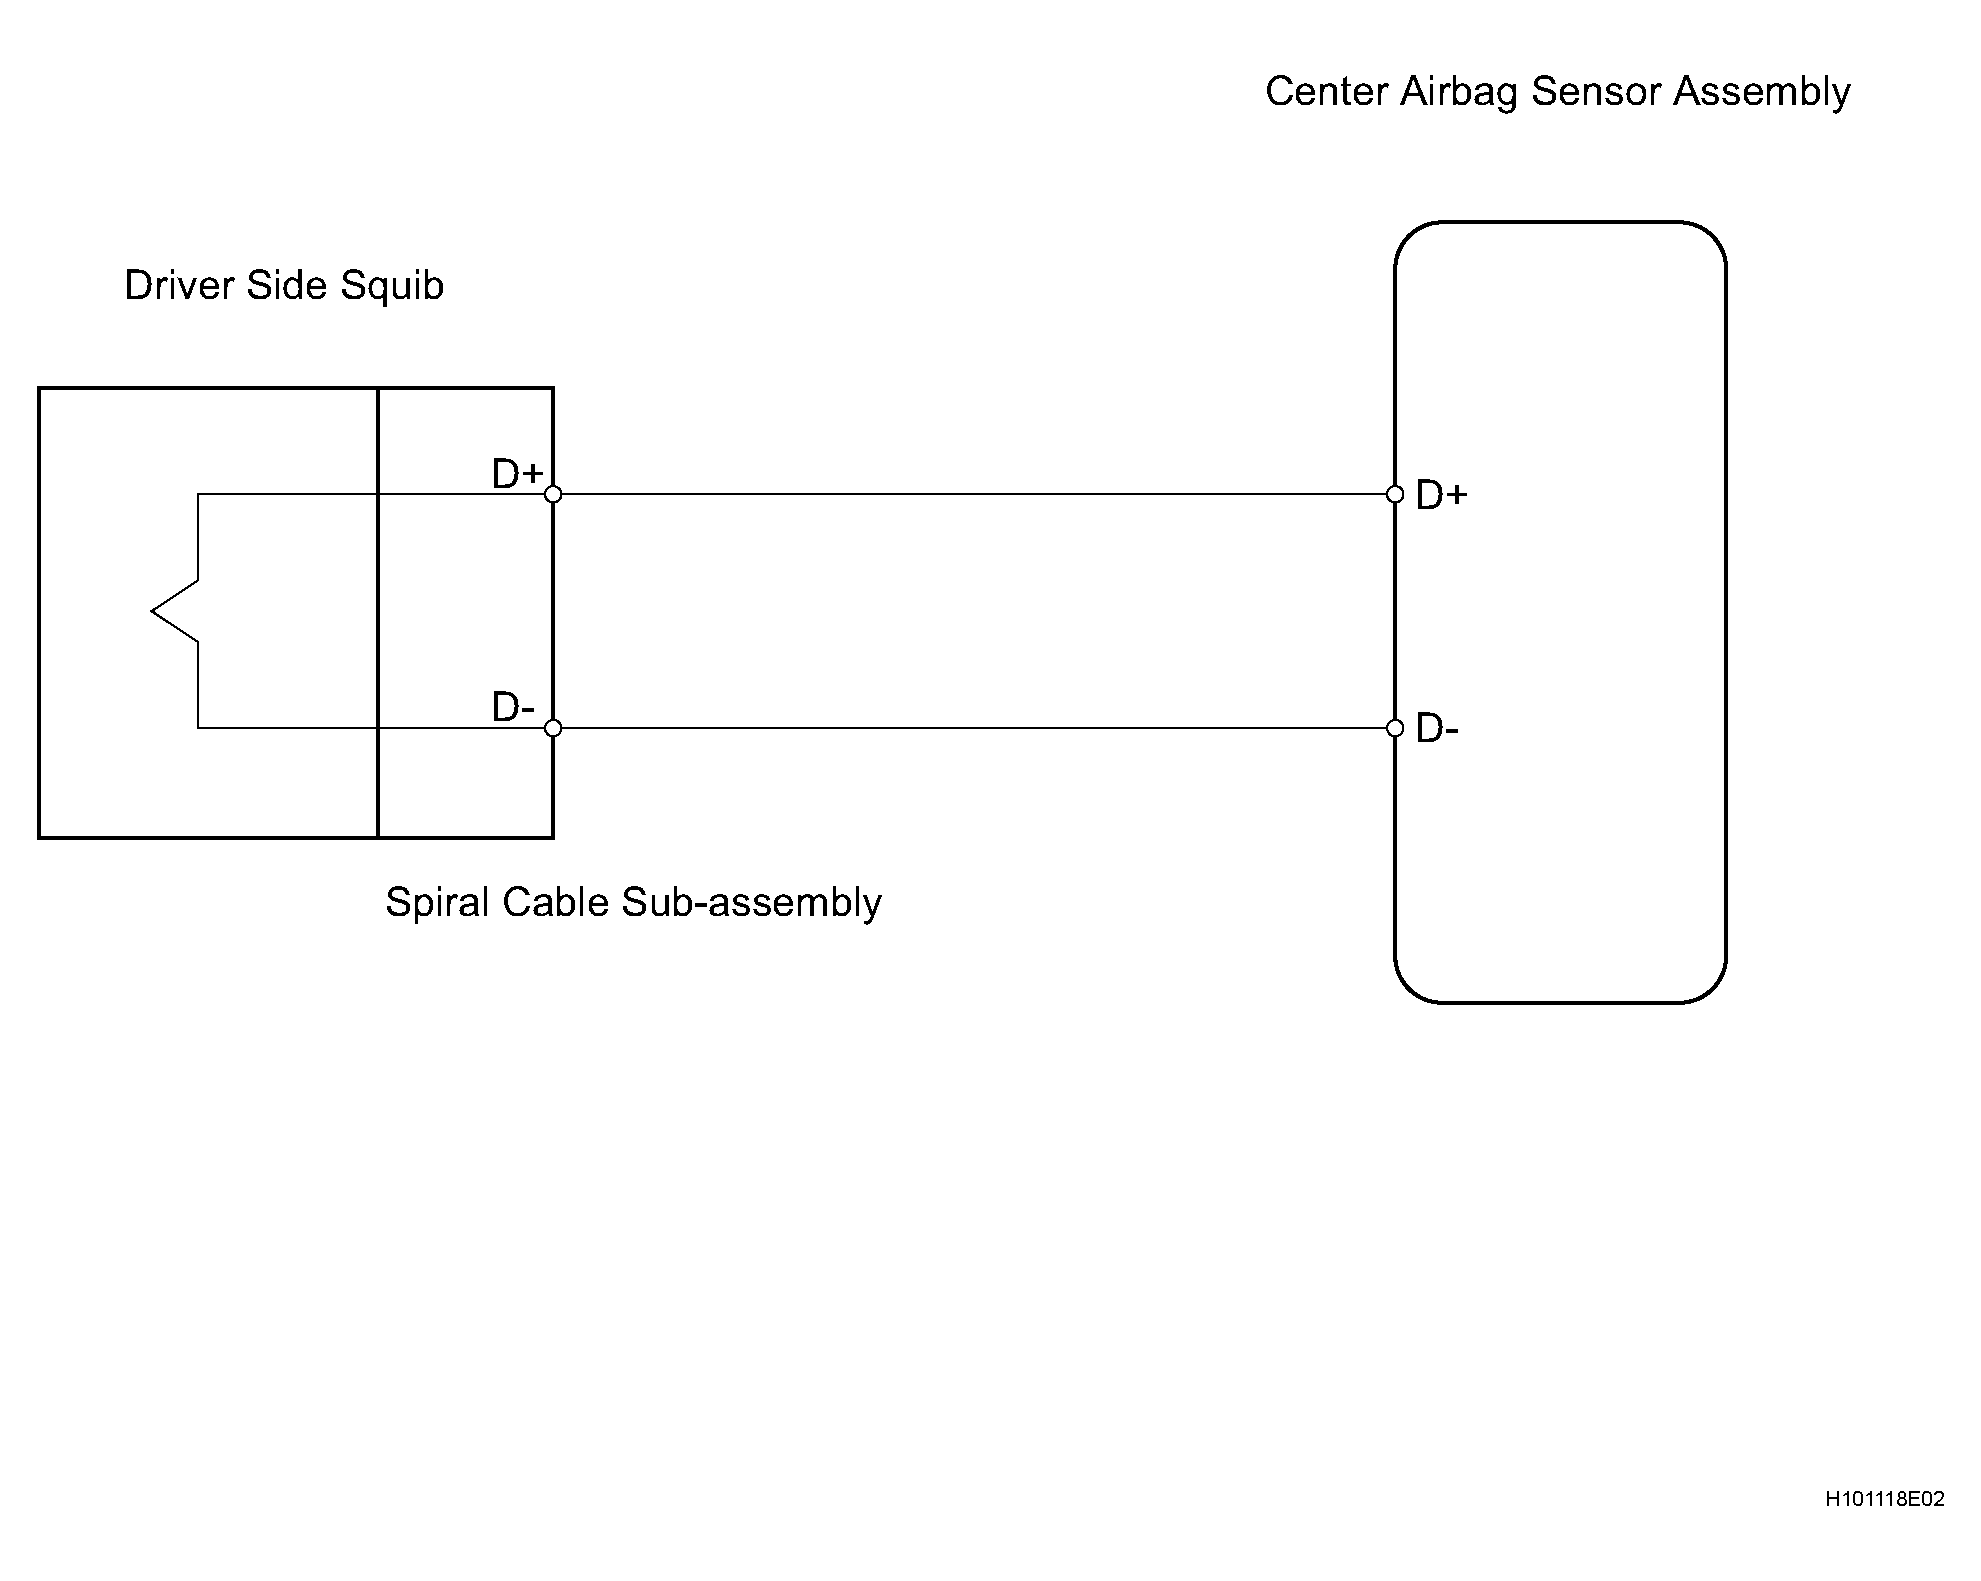 Center Airbag Sensor Assembly
Driver Side Squib
D+
D+
D-
D-
Spiral Cable Sub-assembly
H101118E02